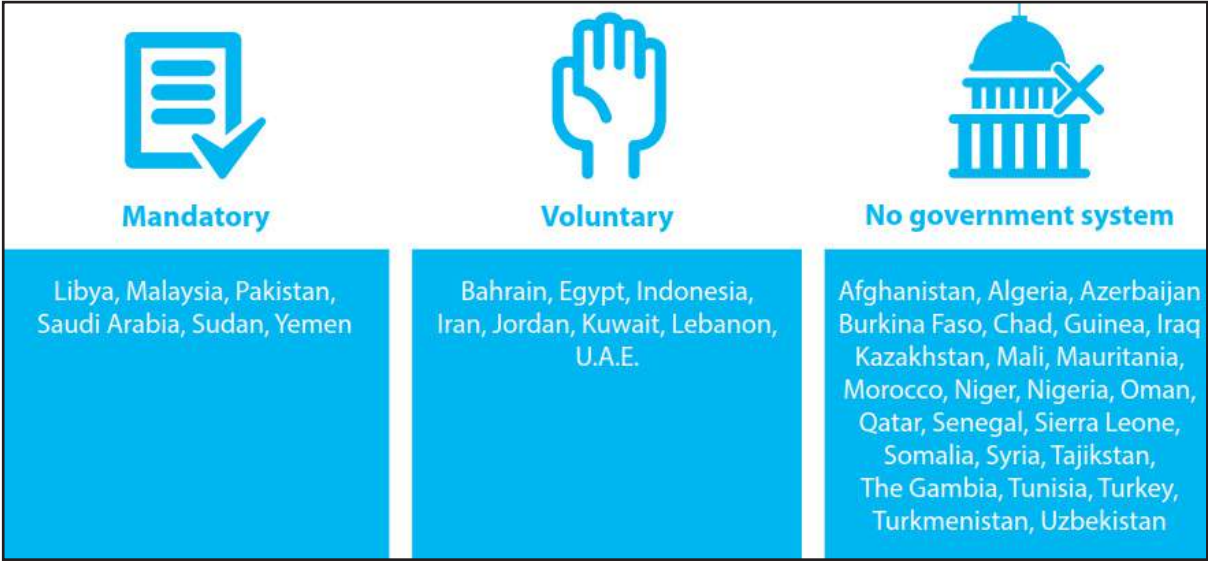 Mandatory
Libya, Malaysia, Pakistan,
Saudi Arabia, Sudan, Yemen
Voluntary
Bahrain, Egypt, Indonesia,
Iran, Jordan, Kuwait, Lebanon,
U.A.E.
No government system
Afghanistan, Algeria, Azerbaijan
Burkina Faso, Chad, Guinea, Iraq
Kazakhstan, Mali, Mauritania,
Morocco, Niger, Nigeria, Oman,
Qatar, Senegal, Sierra Leone,
Somalia, Syria, Tajikstan,
The Gambia, Tunisia, Turkey,
Turkmenistan, Uzbekistan